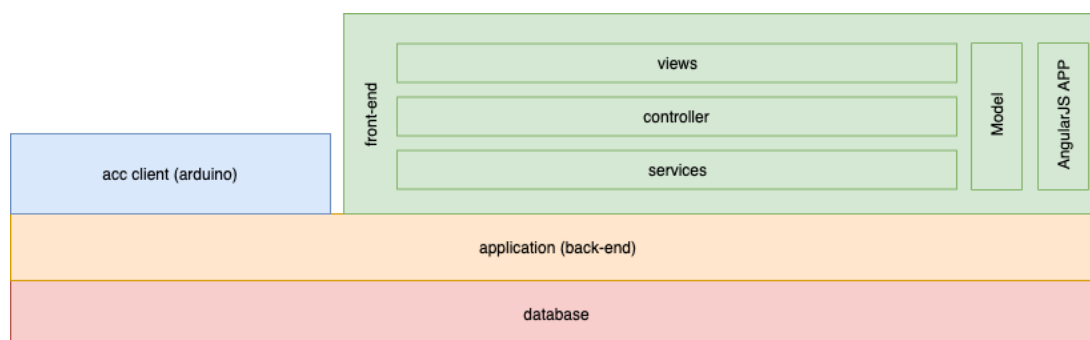 front-end
views
controller
services
Model
AngularJS APP
acc client (arduino)
application (back-end)
database